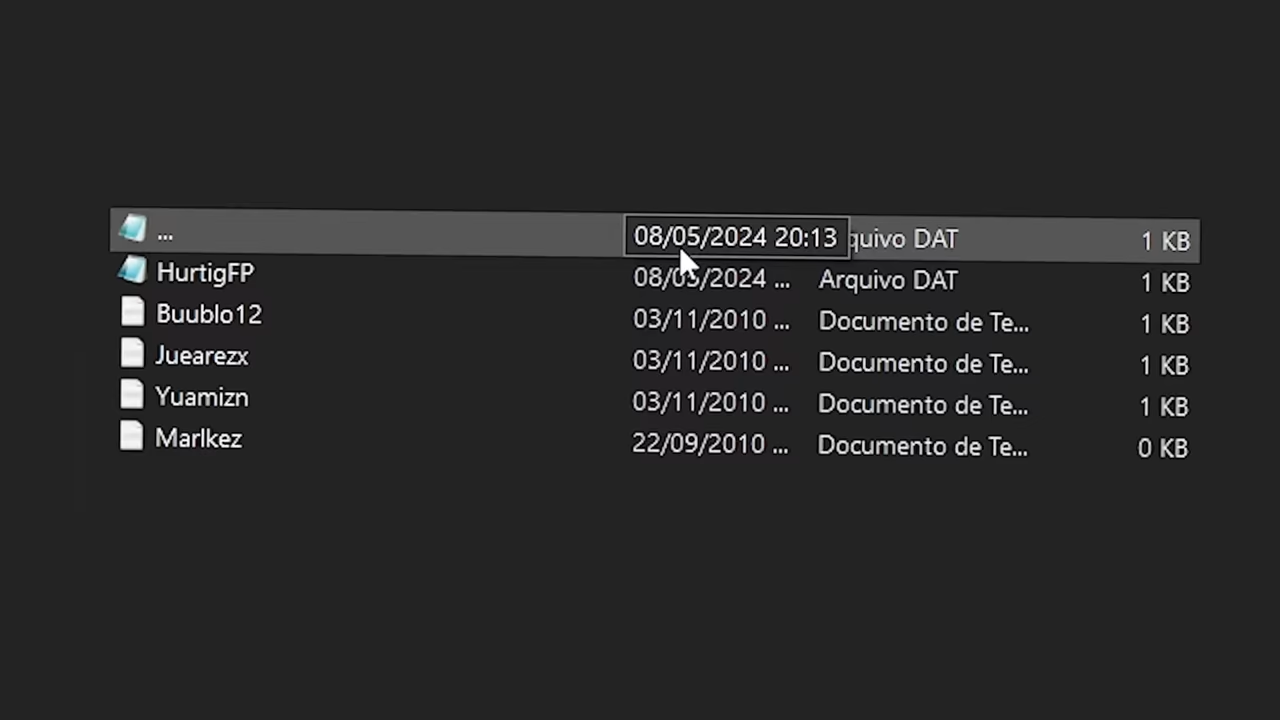 ... 08/05/2024 20:13 quivo DAT 1 KB
HurtigFP 08/05/2024 ... Arquivo DAT 1 KB
Buublo12 03/11/2010 ... Documento de Te... 1 KB
Juearezx 03/11/2010 ... Documento de Te... 1 KB
Yuamizn 03/11/2010 ... Documento de Te... 1 KB
Marlkez 22/09/2010 ... Documento de Te... 0 KB